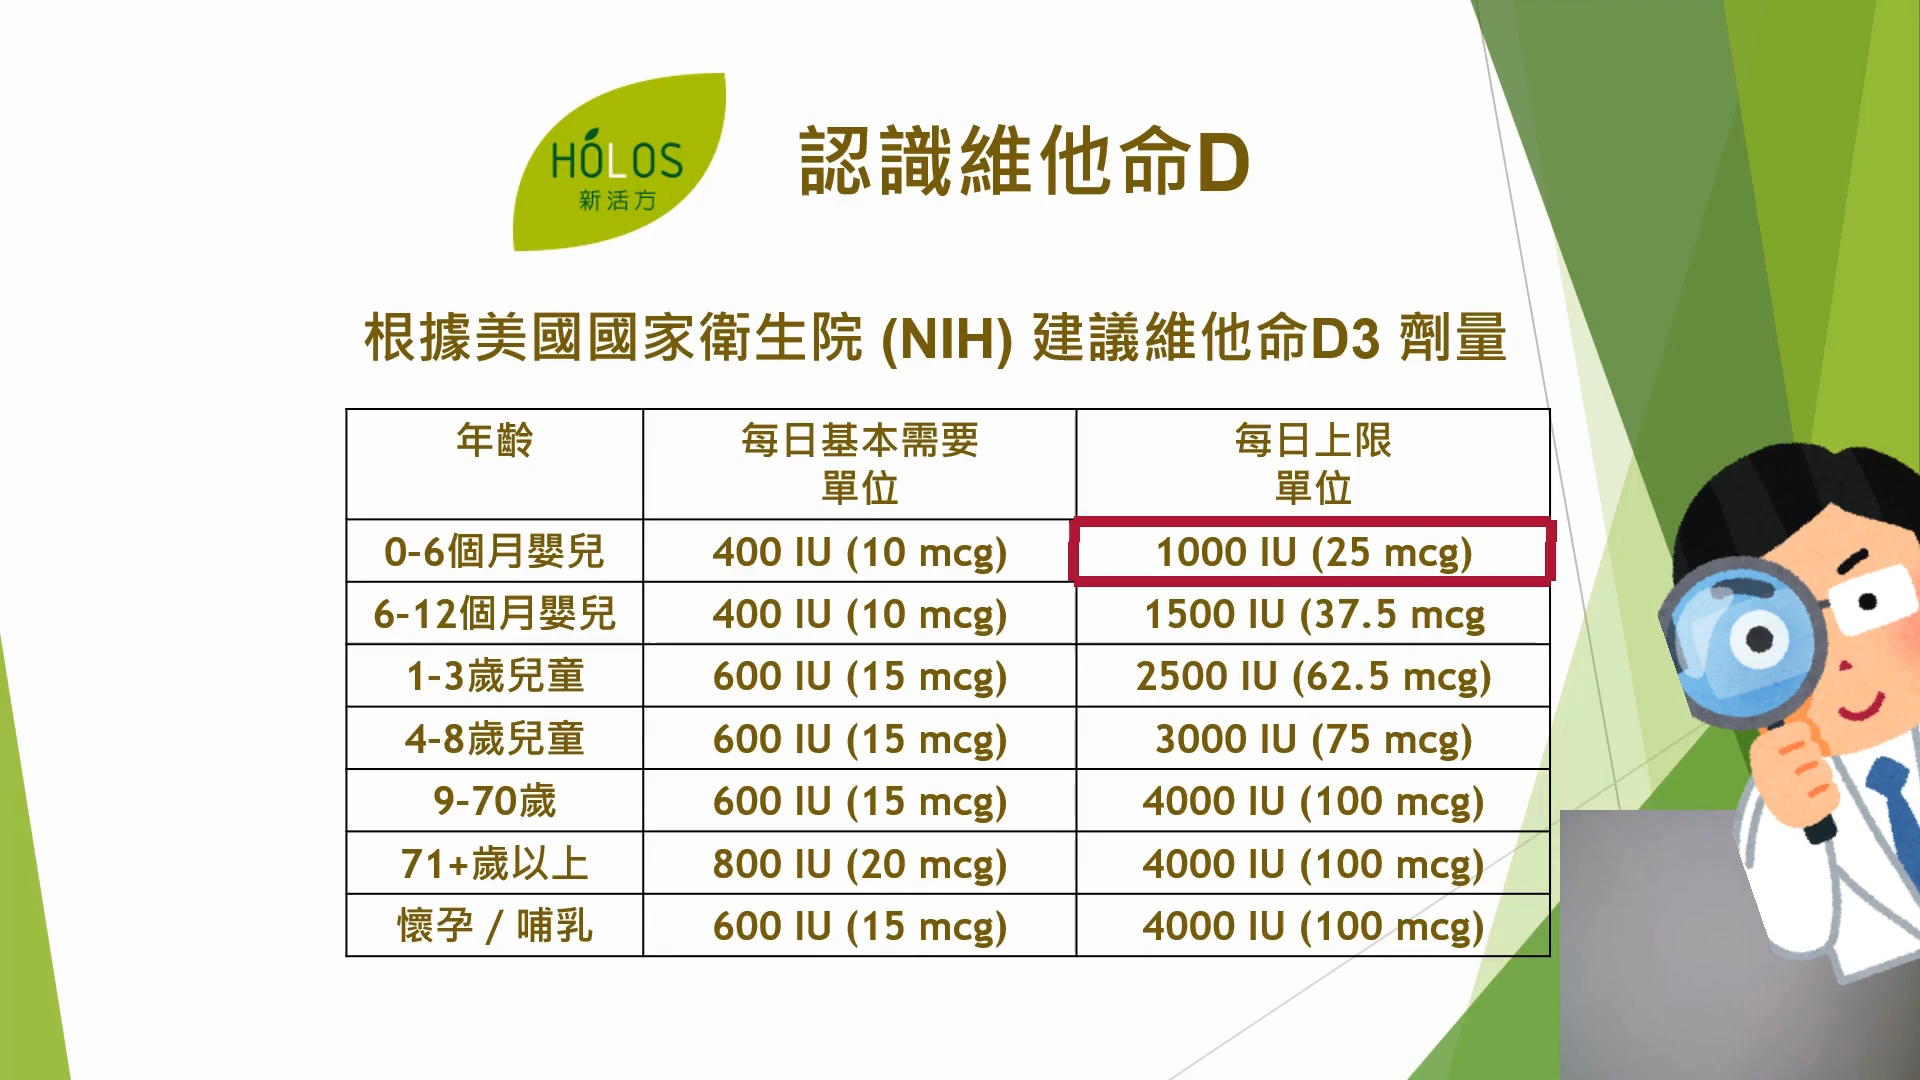 HOLOS
新活方
認識維他命D
根據美國國家衛生院 (NIH) 建議維他命D3 劑量
年齡 每日基本需要單位 每日上限單位
0-6個月嬰兒 400 IU (10 mcg) 1000 IU (25 mcg)
6-12個月嬰兒 400 IU (10 mcg) 1500 IU (37.5 mcg
1-3歲兒童 600 IU (15 mcg) 2500 IU (62.5 mcg)
4-8歲兒童 600 IU (15 mcg) 3000 IU (75 mcg)
9-70歲 600 IU (15 mcg) 4000 IU (100 mcg)
71+歲以上 800 IU (20 mcg) 4000 IU (100 mcg)
懷孕 / 哺乳 600 IU (15 mcg) 4000 IU (100 mcg)